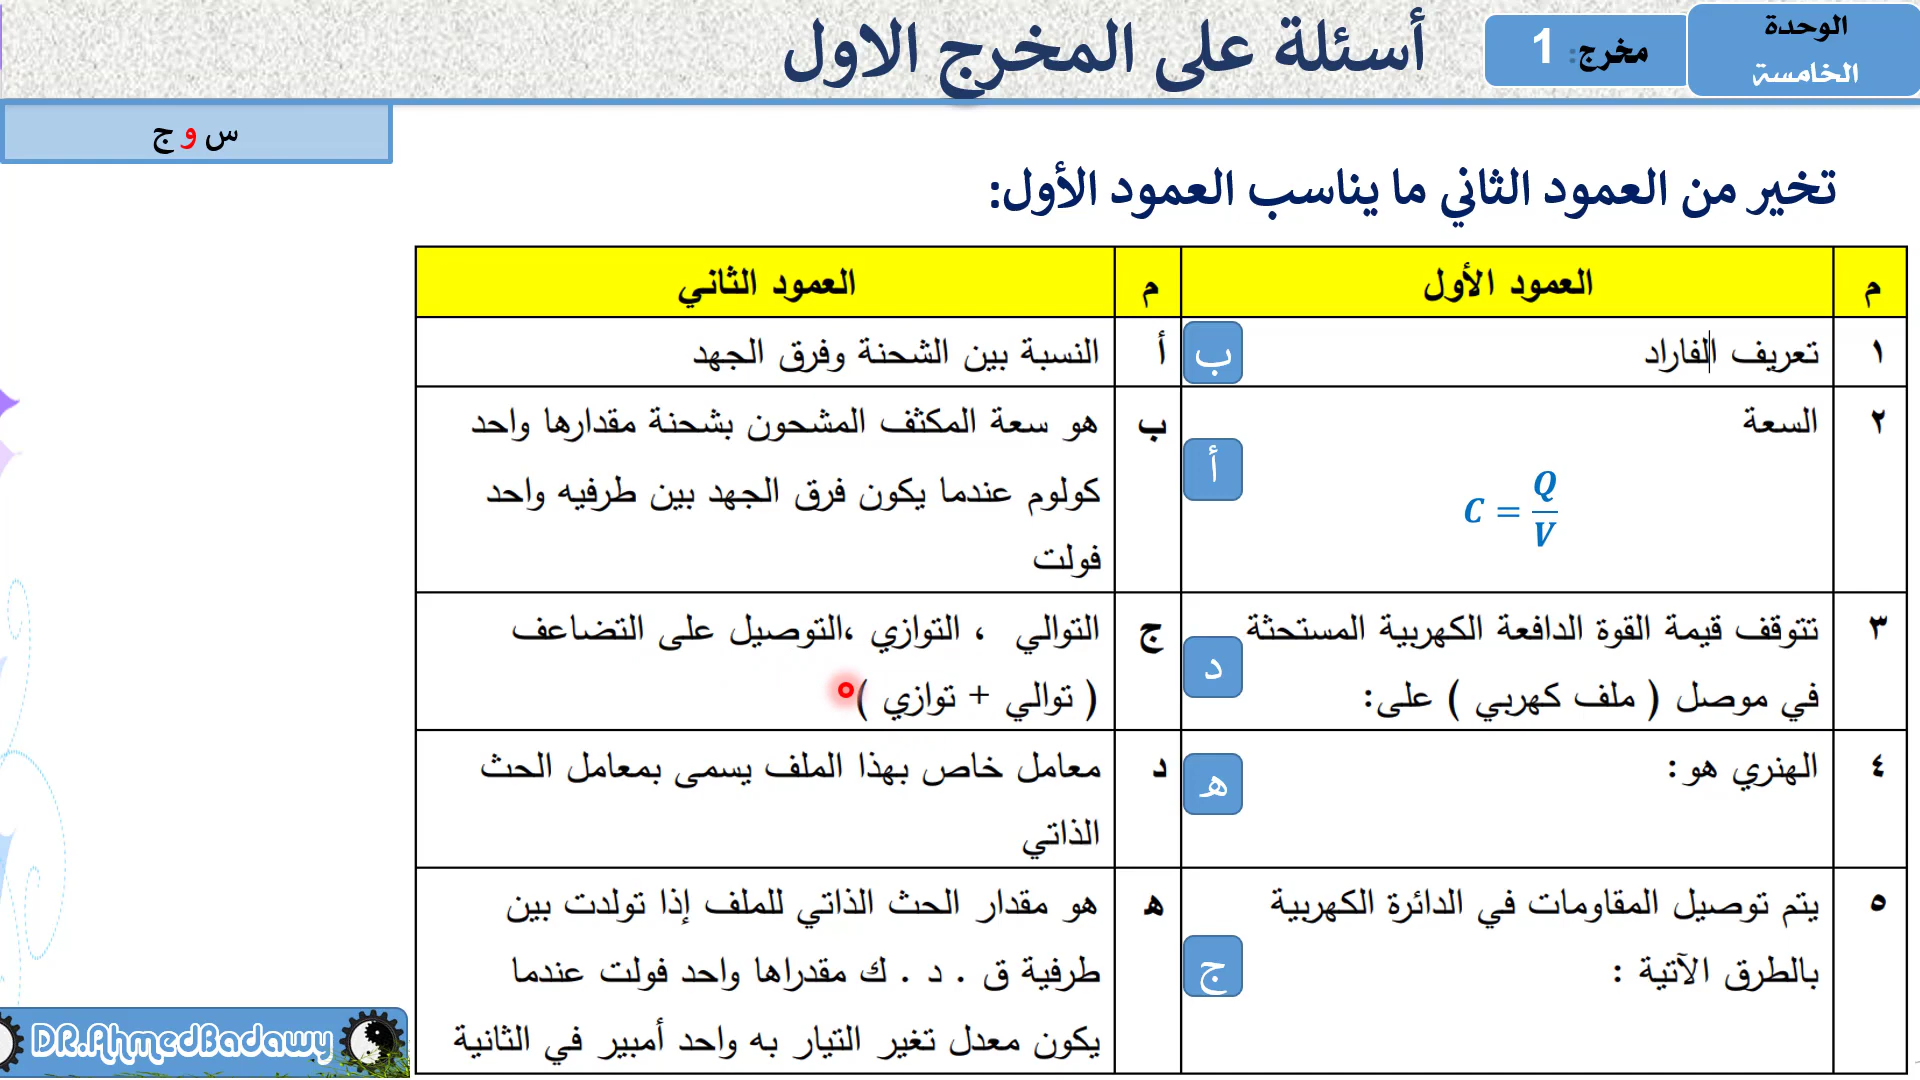 الوحدة
الخامسة
مخرج: 1
أسئلة على المخرج الاول
س و ج
تخير من العمود الثاني ما يناسب العمود الأول:
م
العمود الأول
م
العمود الثاني
١
تعريف الفاراد
ب
أ
النسبة بين الشحنة وفرق الجهد
٢
السعة
C = Q/V
أ
ب
هو سعة المكثف المشحون بشحنة مقدارها واحد
كولوم عندما يكون فرق الجهد بين طرفيه واحد
فولت
٣
تتوقف قيمة القوة الدافعة الكهربية المستحثة
في موصل ( ملف كهربي ) على:
د
ج
التوالي ، التوازي ،التوصيل على التضاعف
( توالي + توازي )
٤
الهنري هو:
ه
د
معامل خاص بهذا الملف يسمى بمعامل الحث
الذاتي
٥
يتم توصيل المقاومات في الدائرة الكهربية
بالطرق الآتية :
ج
ه
هو مقدار الحث الذاتي للملف إذا تولدت بين
طرفية ق . د . ك مقدراها واحد فولت عندما
يكون معدل تغير التيار به واحد أمبير في الثانية
DR.AhmedBadawy